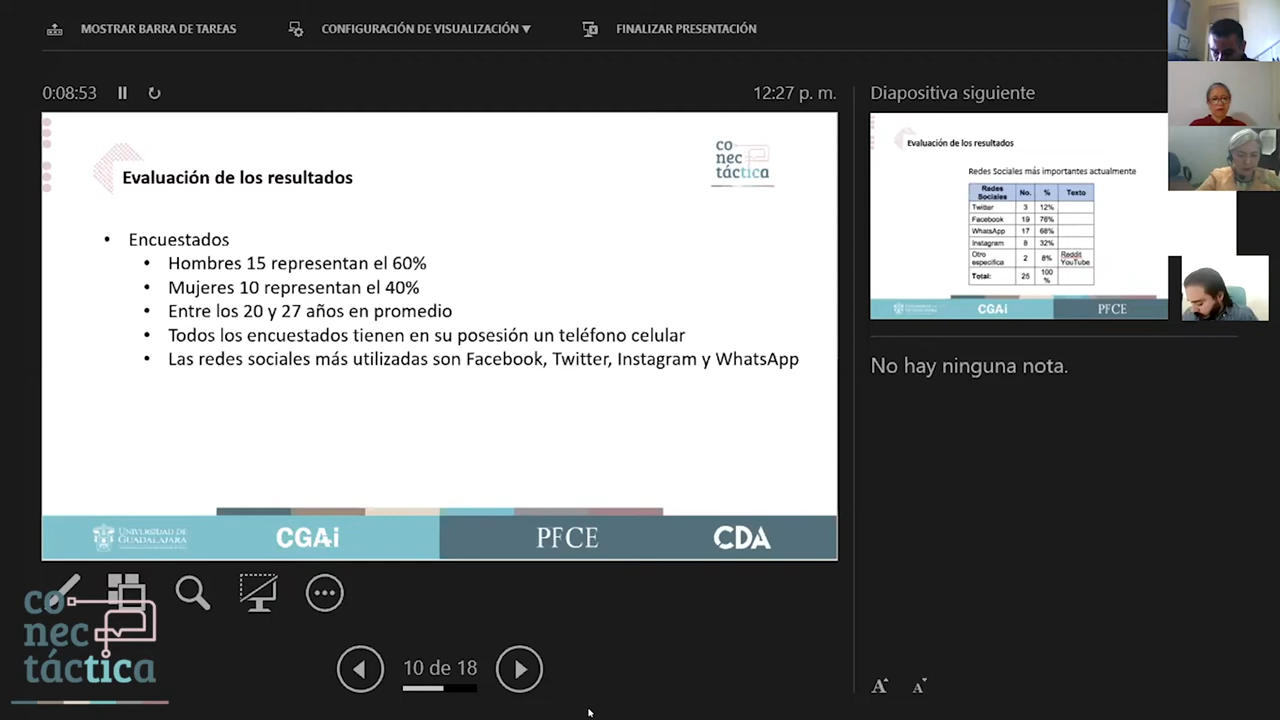 MOSTRAR BARRA DE TAREAS
CONFIGURACIÓN DE VISUALIZACIÓN ▼
FINALIZAR PRESENTACIÓN
0:08:53
12:27 p. m.
Evaluación de los resultados
co
nec
táctica
• Encuestados
• Hombres 15 representan el 60%
• Mujeres 10 representan el 40%
• Entre los 20 y 27 años en promedio
• Todos los encuestados tienen en su posesión un teléfono celular
• Las redes sociales más utilizadas son Facebook, Twitter, Instagram y WhatsApp
UNIVERSIDAD DE
GUADALAJARA
CGAi
PFCE
CDA
Diapositiva siguiente
Evaluación de los resultados
Redes Sociales más importantes actualmente
Redes Sociales No. % Texto
Twitter 3 12%
Facebook 19 76%
WhatsApp 17 68%
Instagram 8 32%
Otro especifica 2 8% Reddit YouTube
Total: 25 100 %
CGAi
PFCE
No hay ninguna nota.
co
nec
táctica
10 de 18
A A